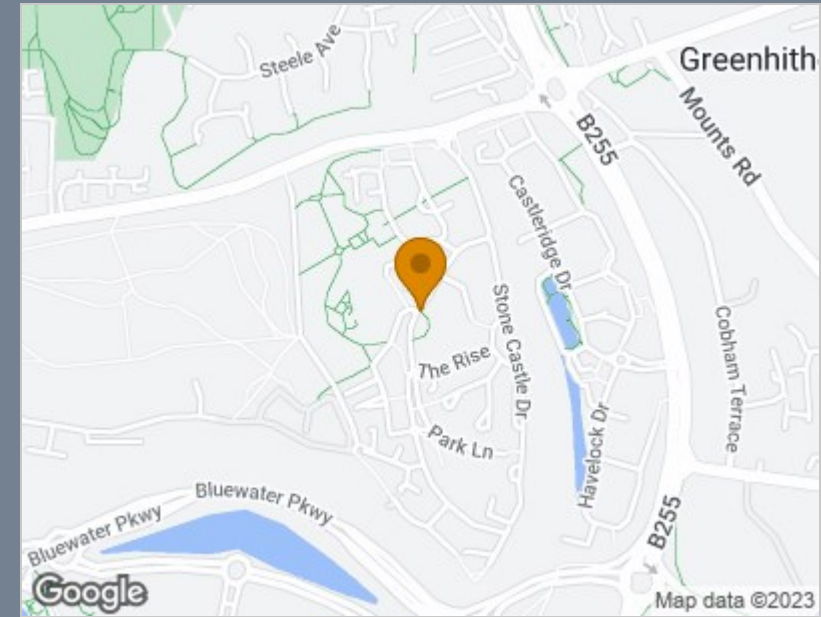 Steele Ave
Greenhith
B255
Mounts Rd
Castleridge Dr
Stone Castle Dr
Cobham Terrace
The Rise
Park Ln
Havelock Dr
Bluewater Pkwy
Bluewater Pkwy
B255
Google
Map data ©2023